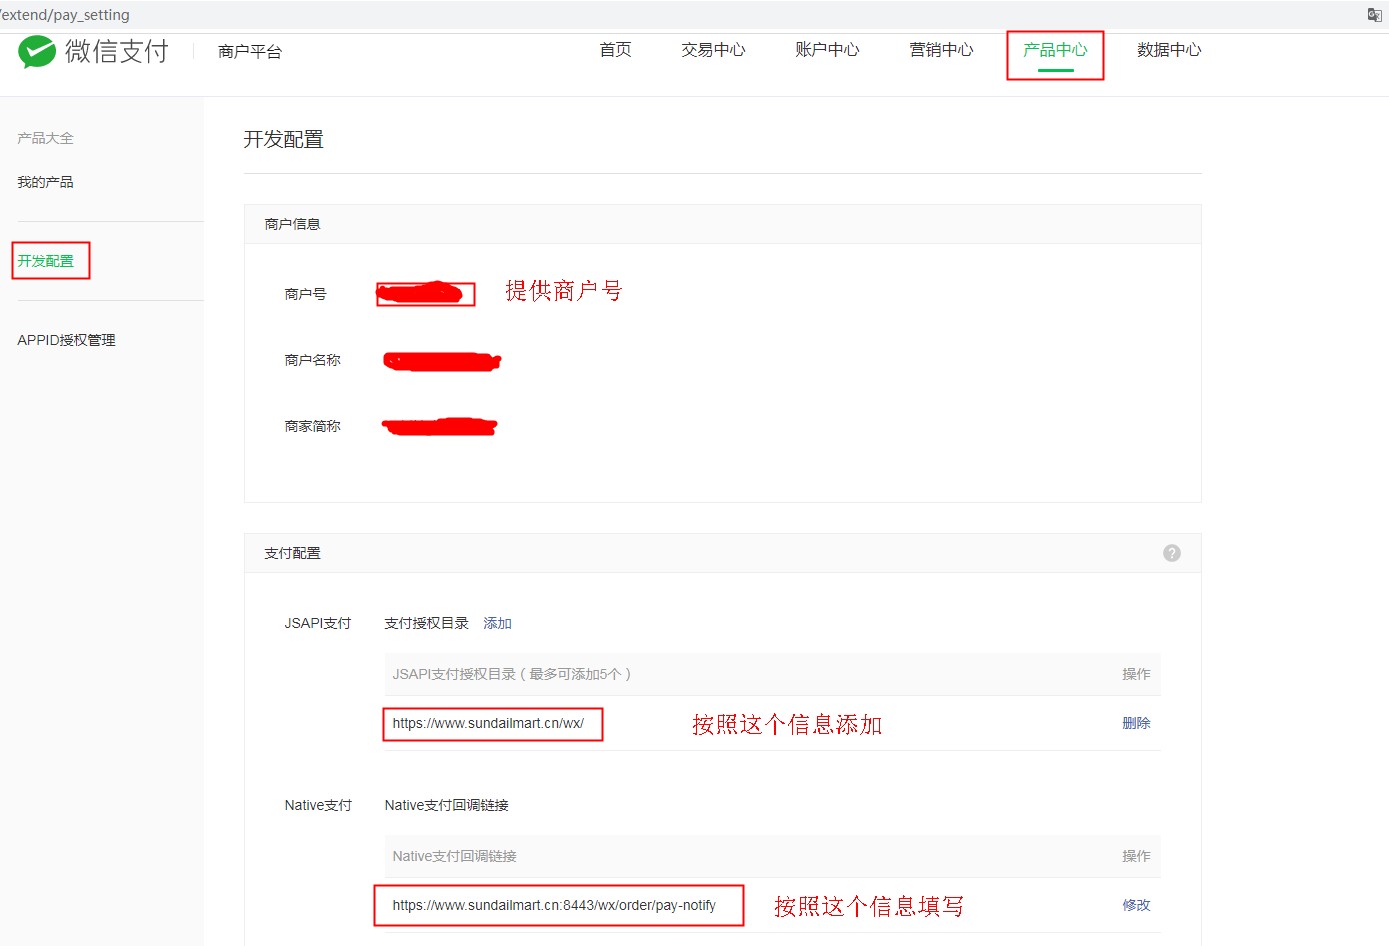 /extend/pay_setting
微信支付 商户平台 首页 交易中心 账户中心 营销中心 产品中心 数据中心
产品大全
我的产品
开发配置
APPID授权管理
开发配置
商户信息
商户号 提供商户号
商户名称
商家简称
支付配置 ?
JSAPI支付 支付授权目录 添加
JSAPI支付授权目录（最多可添加5个） 操作
https://www.sundailmart.cn/wx/ 按照这个信息添加 删除
Native支付 Native支付回调链接
Native支付回调链接 操作
https://www.sundailmart.cn:8443/wx/order/pay-notify 按照这个信息填写 修改